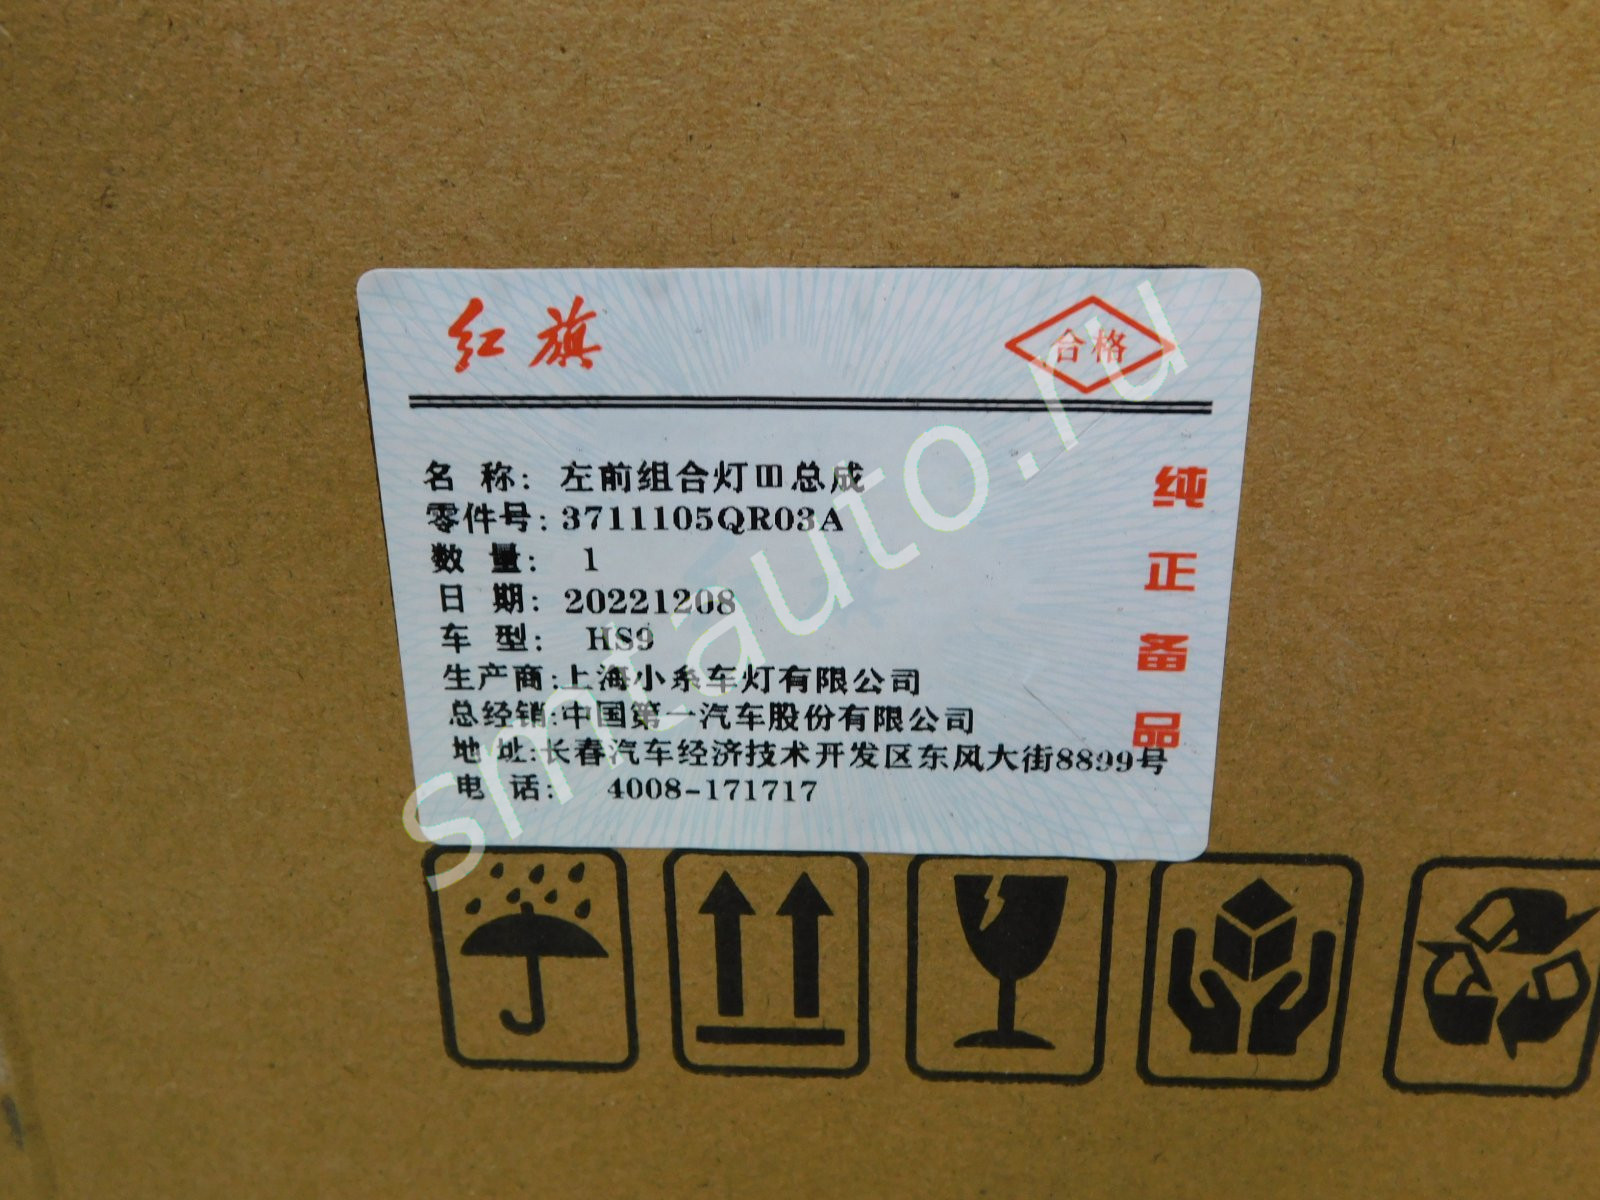 红旗
合格
名 称: 左前组合灯III总成
零件号: 3711105QR03A
数 量: 1
日 期: 20221208
车 型: HS9
生产商:上海小糸车灯有限公司
总经销:中国第一汽车股份有限公司
地 址:长春汽车经济技术开发区东风大街8899号
电 话: 4008-171717
纯正备品
smtauto.ru